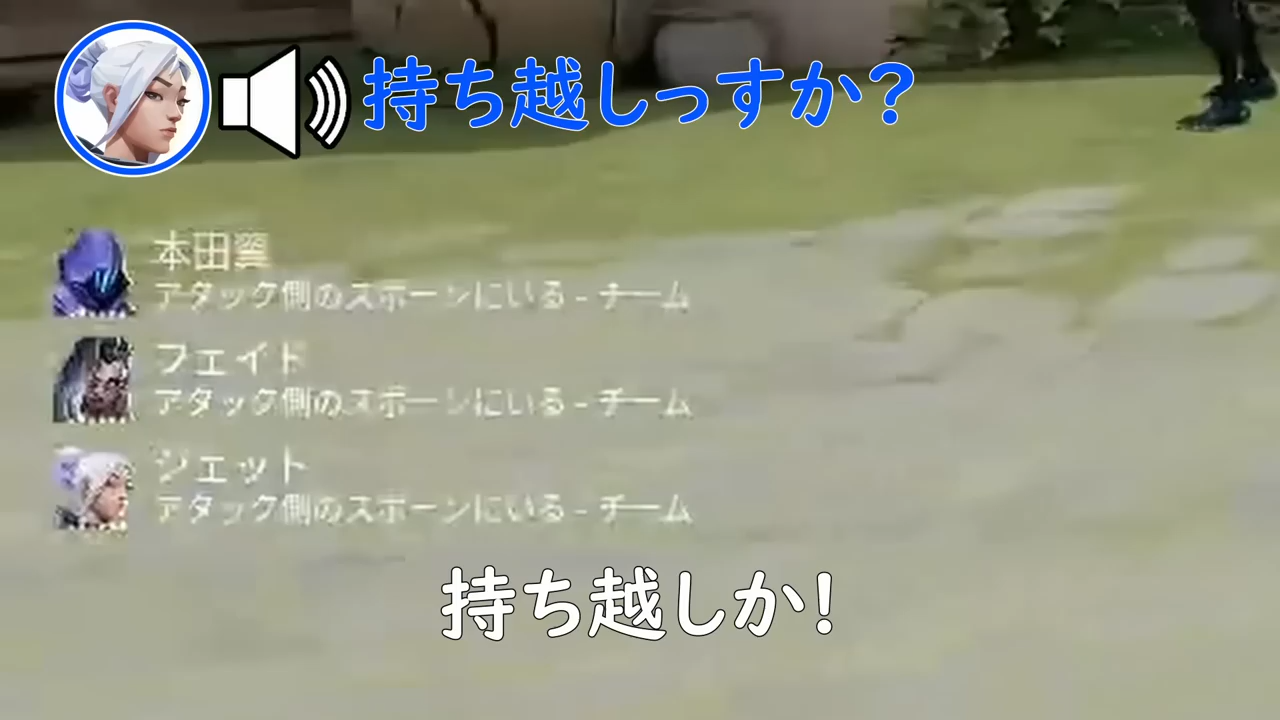 持ち越しっすか?
本田翼
アタック側のスポーンにいる - チーム
フェイド
アタック側のスポーンにいる - チーム
ジェット
アタック側のスポーンにいる - チーム
持ち越しか!